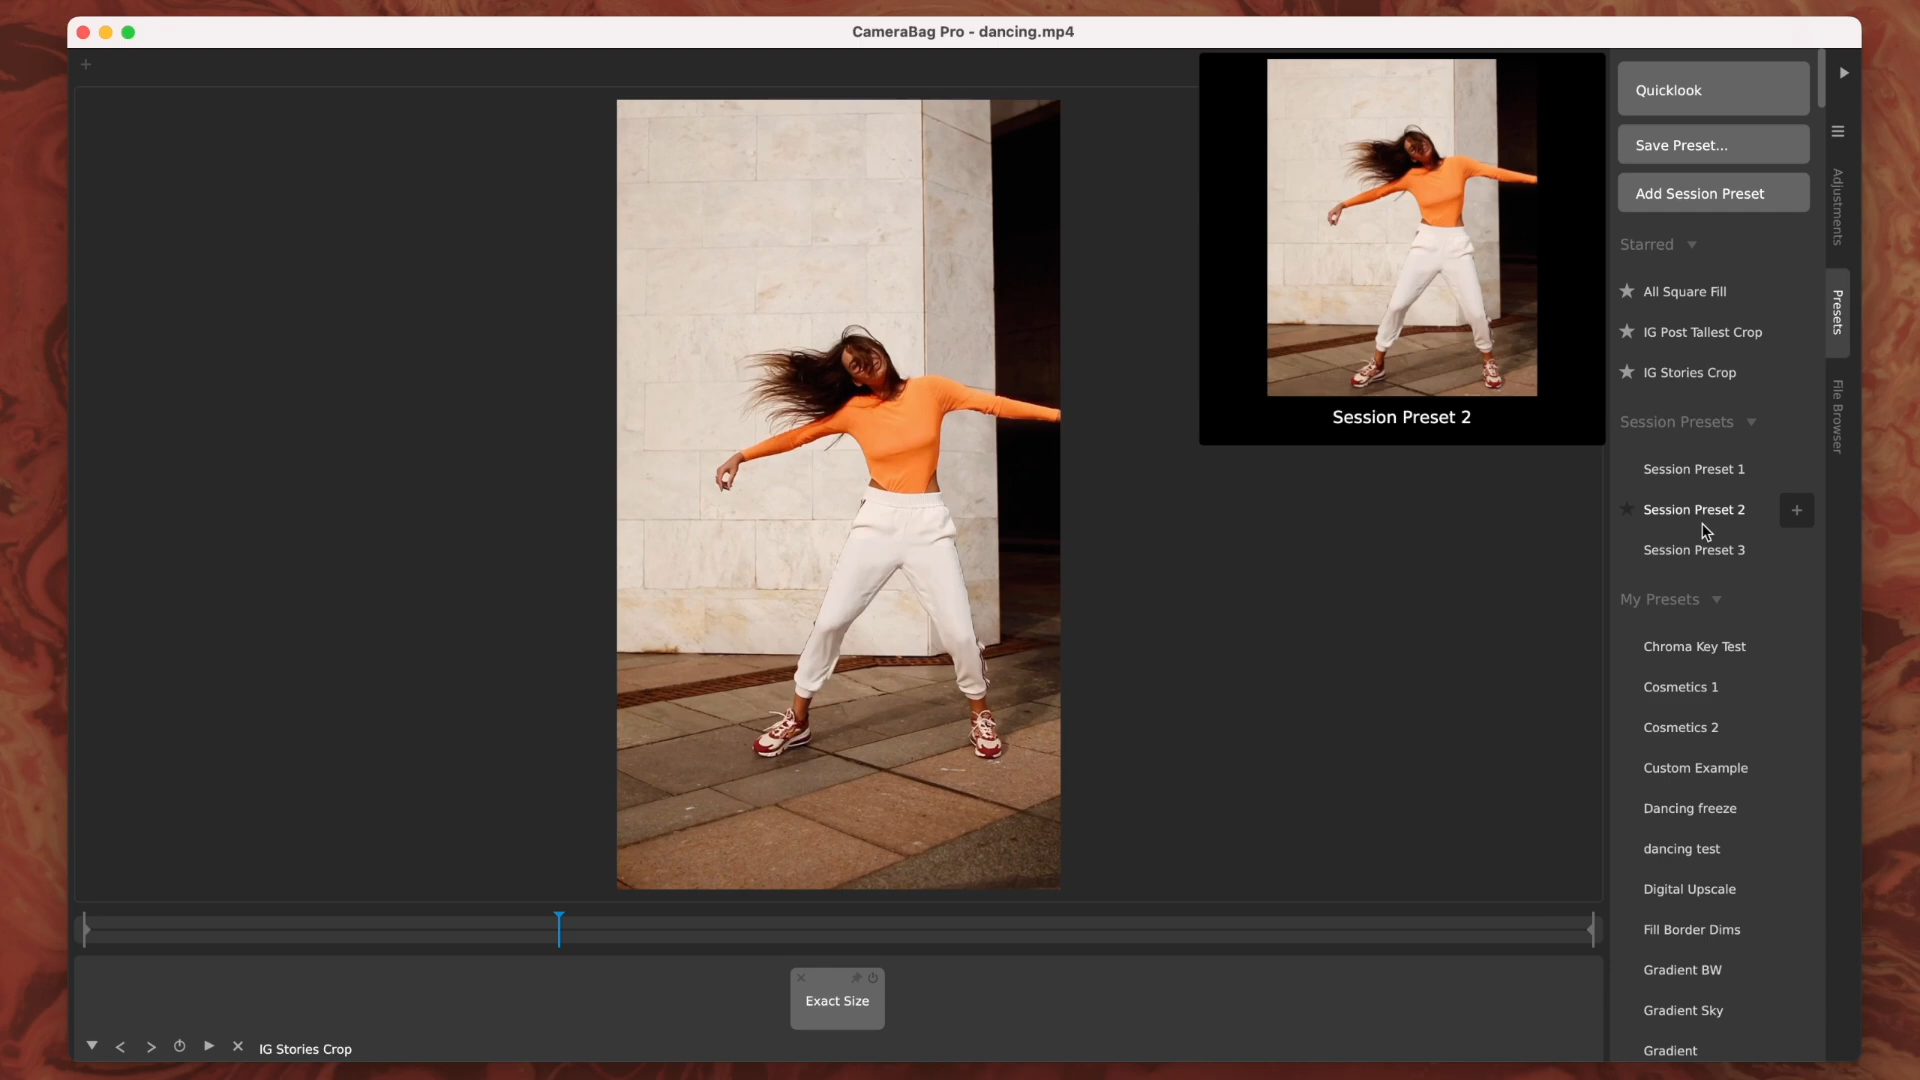 CameraBag Pro - dancing.mp4
Session Preset 2
Quicklook
Save Preset...
Add Session Preset
Starred
All Square Fill
IG Post Tallest Crop
IG Stories Crop
Session Presets
Session Preset 1
Session Preset 2
Session Preset 3
My Presets
Chroma Key Test
Cosmetics 1
Cosmetics 2
Custom Example
Dancing freeze
dancing test
Digital Upscale
Fill Border Dims
Gradient BW
Gradient Sky
Gradient
Adjustments
Presets
File Browser
Exact Size
IG Stories Crop